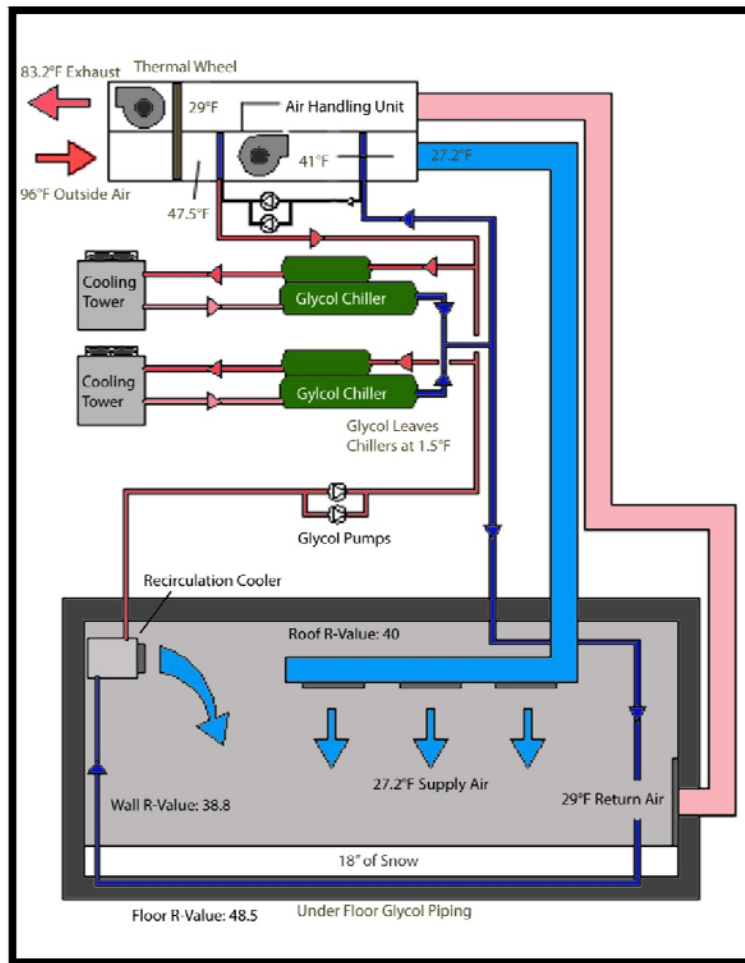 83.2°F Exhaust
Thermal Wheel
29°F
Air Handling Unit
41°F
27.2°F
96°F Outside Air
47.5°F
Cooling
Tower
Glycol Chiller
Cooling
Tower
Gylcol Chiller
Glycol Leaves
Chillers at 1.5°F
Glycol Pumps
Recirculation Cooler
Roof R-Value: 40
27.2°F Supply Air
29°F Return Air
Wall R-Value: 38.8
18" of Snow
Floor R-Value: 48.5
Under Floor Glycol Piping